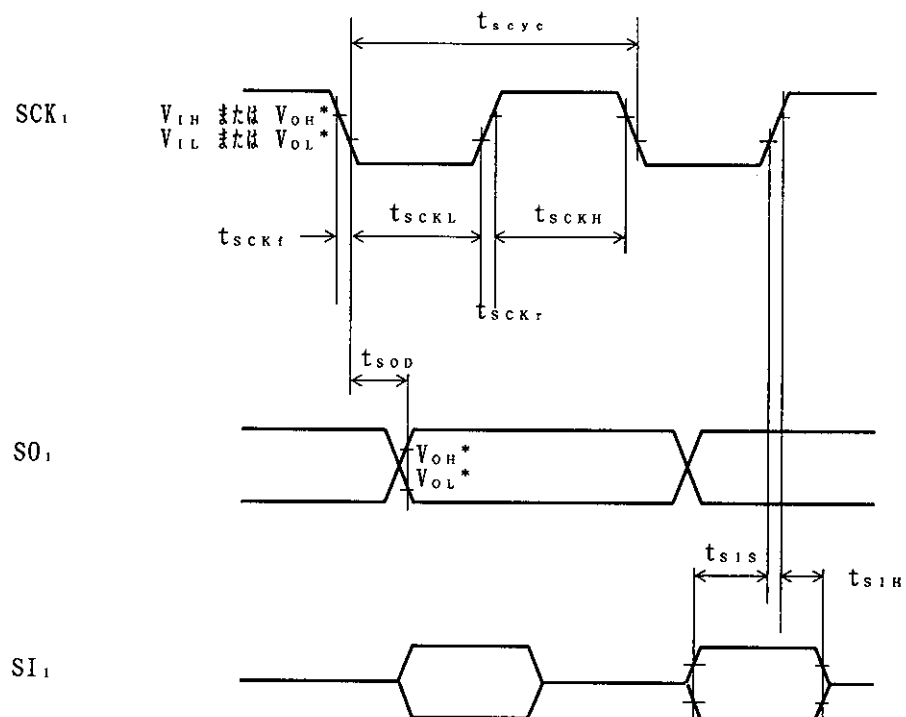 tscyc
SCK1
VIH または VOH*
VIL または VOL*
tSCKf
tSCKL
tSCKH
tSCKr
tSOD
SO1
VOH*
VOL*
tSIS
tSIH
SI1